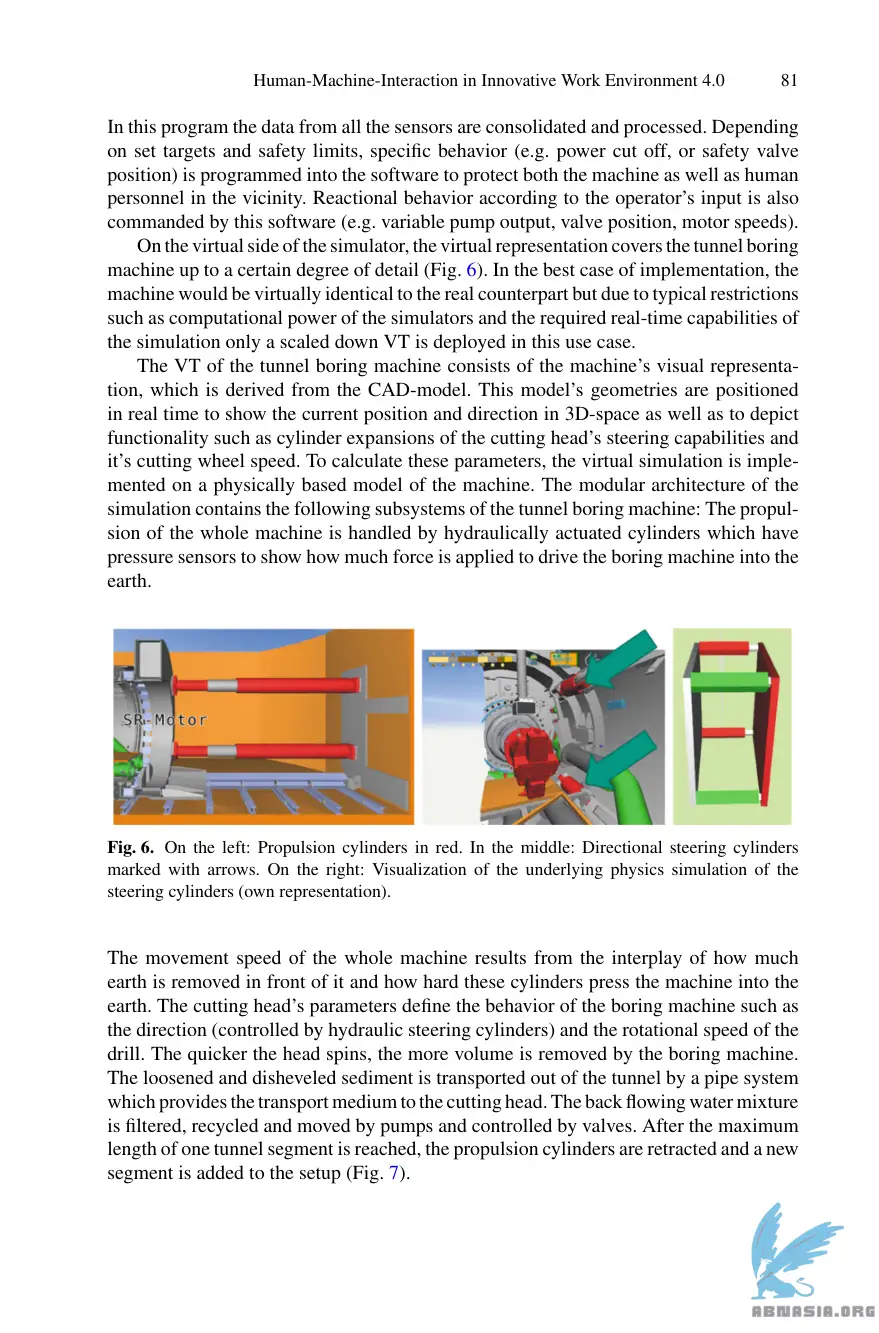 Human-Machine-Interaction in Innovative Work Environment 4.0 81
In this program the data from all the sensors are consolidated and processed. Depending
on set targets and safety limits, specific behavior (e.g. power cut off, or safety valve
position) is programmed into the software to protect both the machine as well as human
personnel in the vicinity. Reactional behavior according to the operator's input is also
commanded by this software (e.g. variable pump output, valve position, motor speeds).
On the virtual side of the simulator, the virtual representation covers the tunnel boring
machine up to a certain degree of detail (Fig. 6). In the best case of implementation, the
machine would be virtually identical to the real counterpart but due to typical restrictions
such as computational power of the simulators and the required real-time capabilities of
the simulation only a scaled down VT is deployed in this use case.
The VT of the tunnel boring machine consists of the machine's visual representa-
tion, which is derived from the CAD-model. This model's geometries are positioned
in real time to show the current position and direction in 3D-space as well as to depict
functionality such as cylinder expansions of the cutting head's steering capabilities and
it's cutting wheel speed. To calculate these parameters, the virtual simulation is imple-
mented on a physically based model of the machine. The modular architecture of the
simulation contains the following subsystems of the tunnel boring machine: The propul-
sion of the whole machine is handled by hydraulically actuated cylinders which have
pressure sensors to show how much force is applied to drive the boring machine into the
earth.
SR-Motor
Fig. 6. On the left: Propulsion cylinders in red. In the middle: Directional steering cylinders
marked with arrows. On the right: Visualization of the underlying physics simulation of the
steering cylinders (own representation).
The movement speed of the whole machine results from the interplay of how much
earth is removed in front of it and how hard these cylinders press the machine into the
earth. The cutting head's parameters define the behavior of the boring machine such as
the direction (controlled by hydraulic steering cylinders) and the rotational speed of the
drill. The quicker the head spins, the more volume is removed by the boring machine.
The loosened and disheveled sediment is transported out of the tunnel by a pipe system
which provides the transport medium to the cutting head. The back flowing water mixture
is filtered, recycled and moved by pumps and controlled by valves. After the maximum
length of one tunnel segment is reached, the propulsion cylinders are retracted and a new
segment is added to the setup (Fig. 7).
ABNASIA.ORG